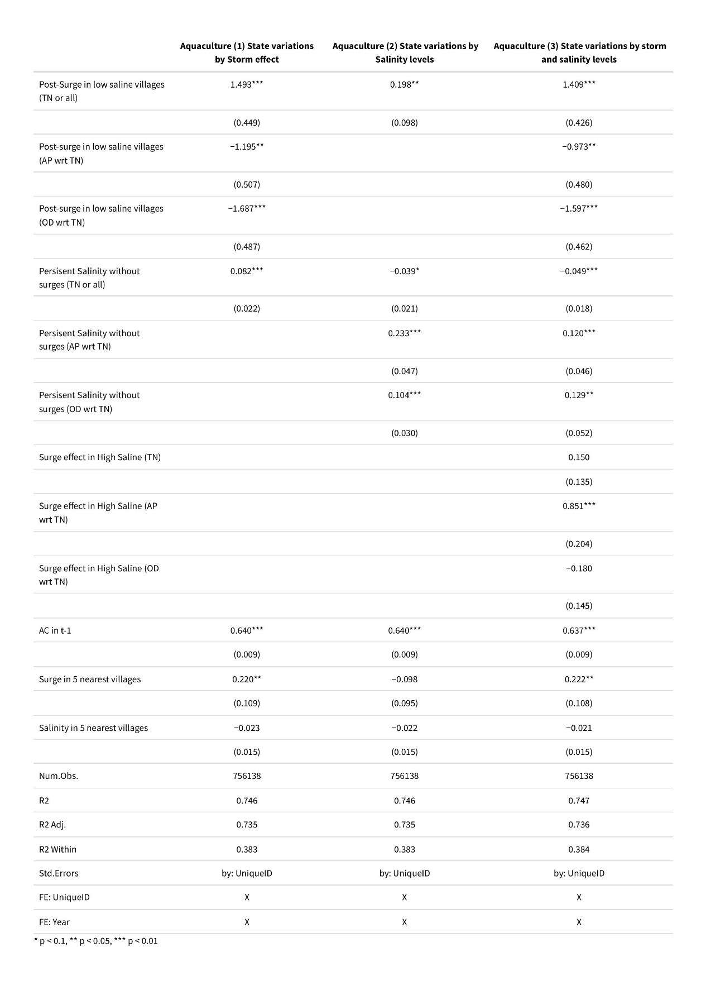 Aquaculture (1) State variations by Storm effect	Aquaculture (2) State variations by Salinity levels	Aquaculture (3) State variations by storm and salinity levels
Post-Surge in low saline villages (TN or all)	1.493***	0.198**	1.409***
(0.449)	(0.098)	(0.426)
Post-surge in low saline villages (AP wrt TN)	−1.195**	−0.973**
(0.507)	(0.480)
Post-surge in low saline villages (OD wrt TN)	−1.687***	−1.597***
(0.487)	(0.462)
Persisent Salinity without surges (TN or all)	0.082***	−0.039*	−0.049***
(0.022)	(0.021)	(0.018)
Persisent Salinity without surges (AP wrt TN)	0.233***	0.120***
(0.047)	(0.046)
Persisent Salinity without surges (OD wrt TN)	0.104***	0.129**
(0.030)	(0.052)
Surge effect in High Saline (TN)	0.150
(0.135)
Surge effect in High Saline (AP wrt TN)	0.851***
(0.204)
Surge effect in High Saline (OD wrt TN)	−0.180
(0.145)
AC in t-1	0.640***	0.640***	0.637***
(0.009)	(0.009)	(0.009)
Surge in 5 nearest villages	0.220**	−0.098	0.222**
(0.109)	(0.095)	(0.108)
Salinity in 5 nearest villages	−0.023	−0.022	−0.021
(0.015)	(0.015)	(0.015)
Num.Obs.	756138	756138	756138
R2	0.746	0.746	0.747
R2 Adj.	0.735	0.735	0.736
R2 Within	0.383	0.383	0.384
Std.Errors	by: UniqueID	by: UniqueID	by: UniqueID
FE: UniqueID	X	X	X
FE: Year	X	X	X
* p < 0.1, ** p < 0.05, *** p < 0.01